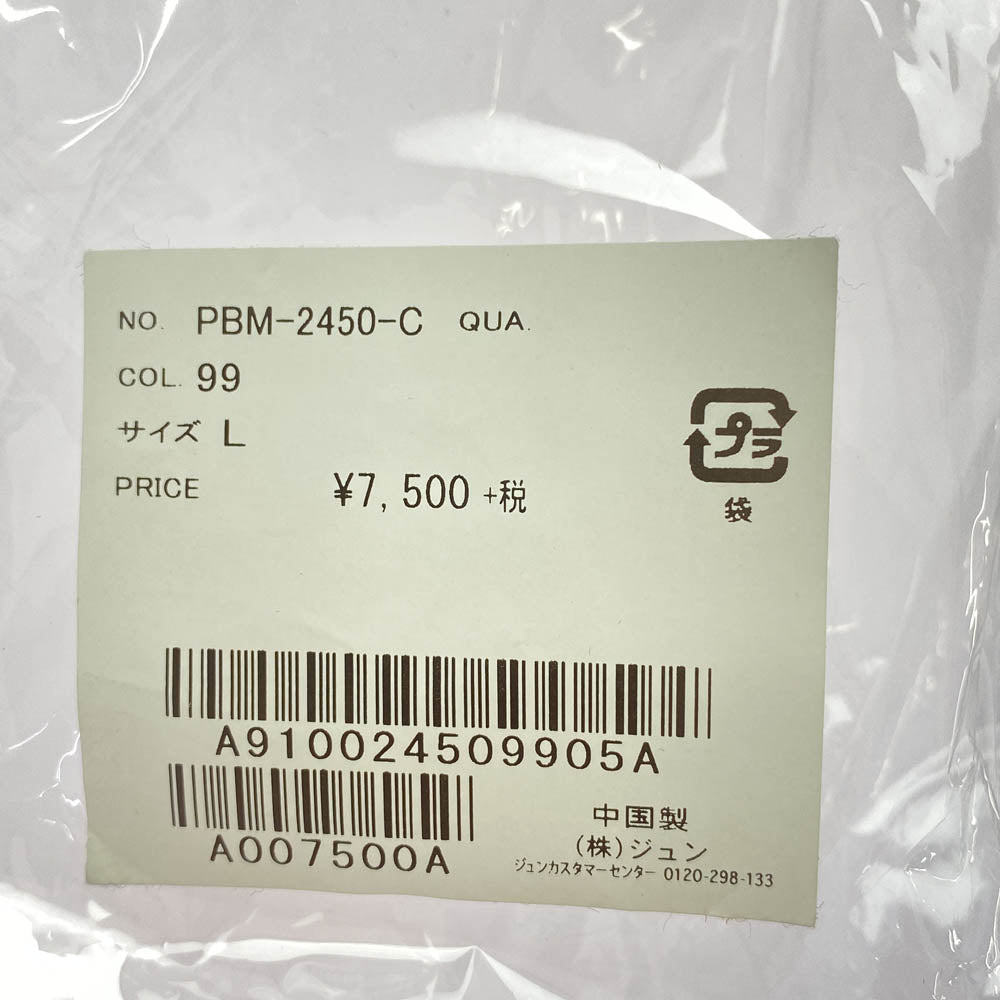 NO. PBM-2450-C QUA.
COL. 99
サイズ L
PRICE ¥7,500 +税
プラ
袋
A910024509905A
A007500A
中国製
(株)ジュン
ジュンカスタマーセンター 0120-298-133